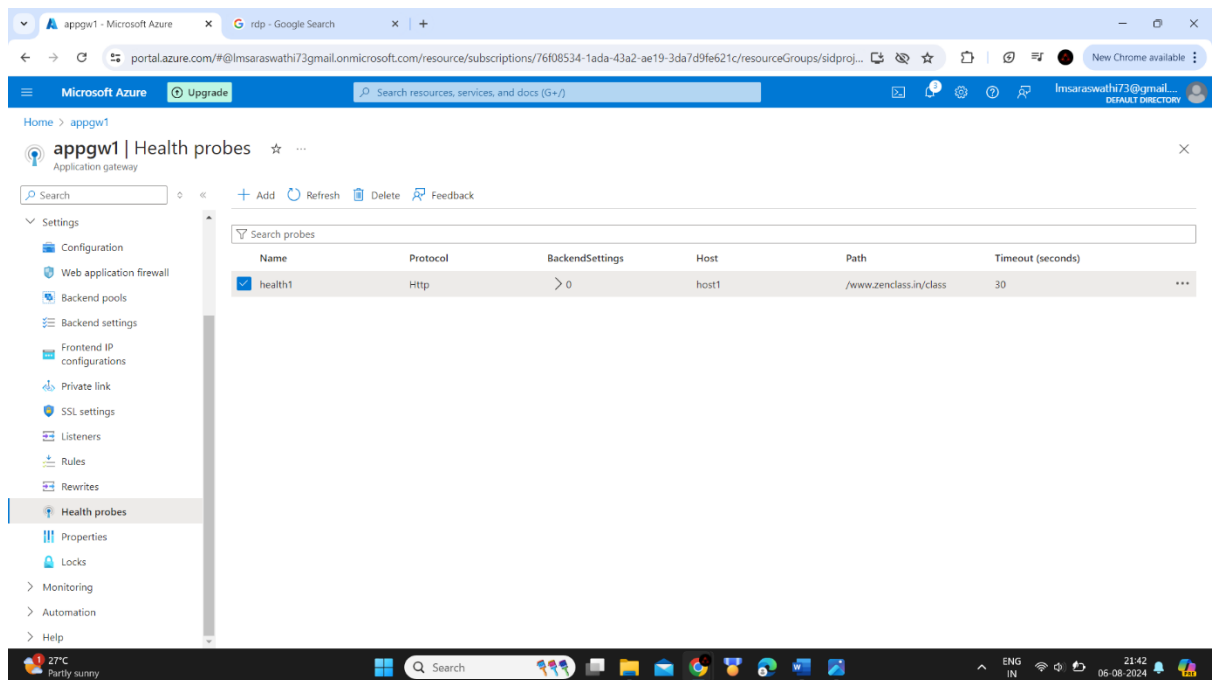 appgw1 - Microsoft Azure
rdp - Google Search
portal.azure.com/#@lmsaraswathi73gmail.onmicrosoft.com/resource/subscriptions/76f08534-1ada-43a2-ae19-3da7d9fe621c/resourceGroups/sidproj...
New Chrome available
Microsoft Azure
Upgrade
Search resources, services, and docs (G+/)
3
lmsaraswathi73@gmail....
DEFAULT DIRECTORY
Home > appgw1
appgw1 | Health probes
Application gateway
Search
Add Refresh Delete Feedback
Settings
Configuration
Web application firewall
Backend pools
Backend settings
Frontend IP
configurations
Private link
SSL settings
Listeners
Rules
Rewrites
Health probes
Properties
Locks
Monitoring
Automation
Help
Search probes
Name Protocol BackendSettings Host Path Timeout (seconds)
health1 Http 0 host1 /www.zenclass.in/class 30
1
27°C
Partly sunny
Search
ENG
IN
21:42
06-08-2024